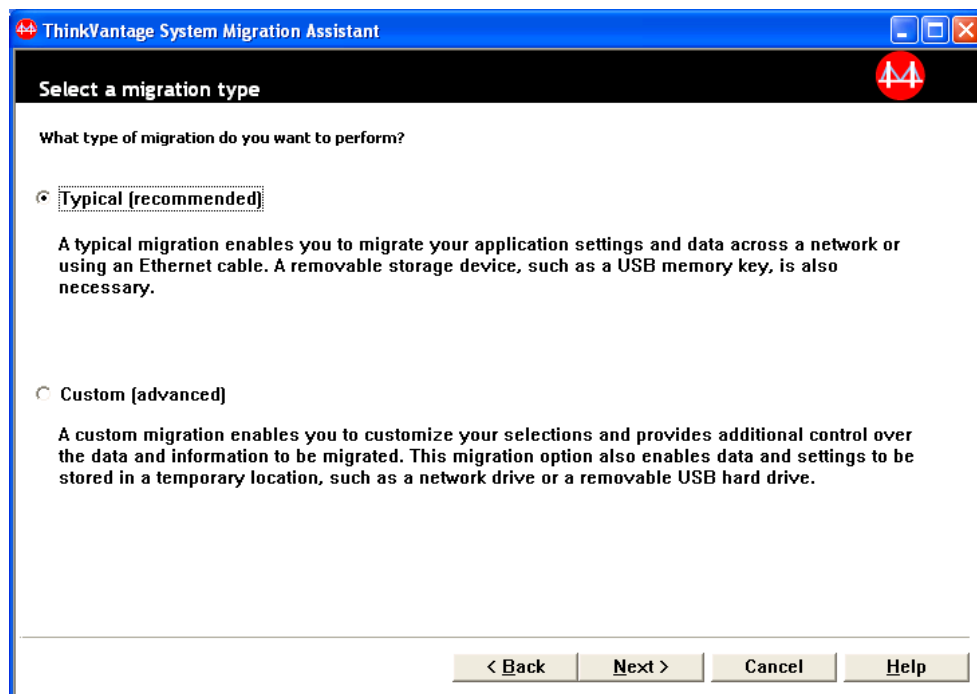 ThinkVantage System Migration Assistant
Select a migration type
What type of migration do you want to perform?
Typical (recommended)
A typical migration enables you to migrate your application settings and data across a network or
using an Ethernet cable. A removable storage device, such as a USB memory key, is also
necessary.
Custom (advanced)
A custom migration enables you to customize your selections and provides additional control over
the data and information to be migrated. This migration option also enables data and settings to be
stored in a temporary location, such as a network drive or a removable USB hard drive.
< Back Next > Cancel Help